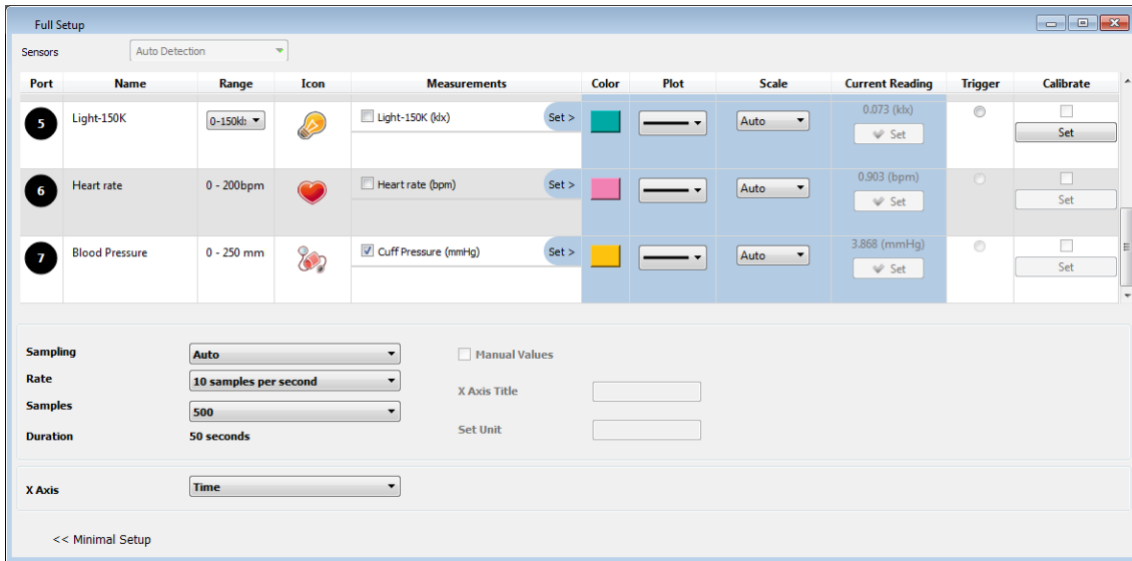 Full Setup
Sensors Auto Detection
Port Name Range Icon Measurements Color Plot Scale Current Reading Trigger Calibrate
5 Light-150K 0-150kl: Light-150K (klx) Set > Auto 0.073 (klx)
Set Set
6 Heart rate 0 - 200bpm Heart rate (bpm) Set > Auto 0.903 (bpm)
Set Set
7 Blood Pressure 0 - 250 mm Cuff Pressure (mmHg) Set > Auto 3.868 (mmHg)
Set Set
Sampling Auto Manual Values
Rate 10 samples per second X Axis Title
Samples 500
Duration 50 seconds Set Unit
X Axis Time
<< Minimal Setup